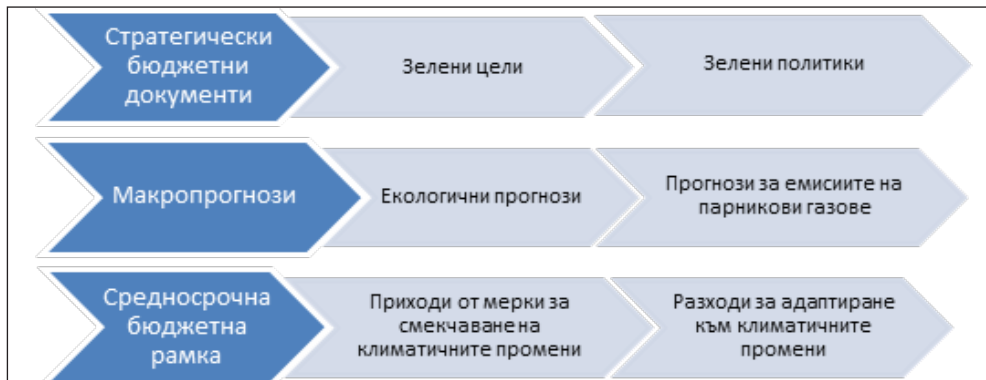 Стратегически
бюджетни
документи
Зелени цели
Зелени политики
Макропрогнози
Екологични прогнози
Прогнози за емисиите на
парникови газове
Средносрочна
бюджетна
рамка
Приходи от мерки за
смекчаване на
климатичните промени
Разходи за адаптиране
към климатичните
промени